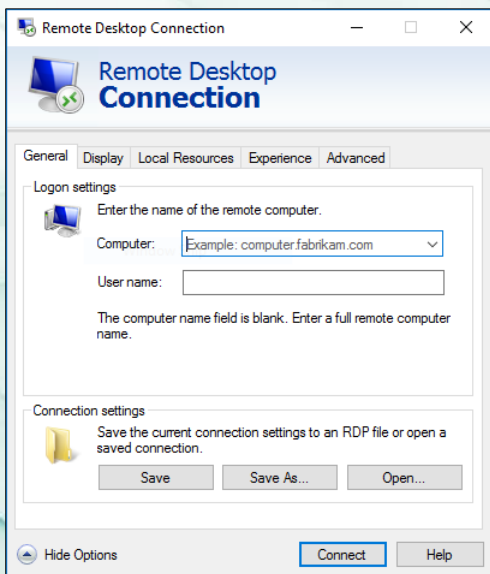 Remote Desktop Connection
Remote Desktop
Connection
General Display Local Resources Experience Advanced
Logon settings
Enter the name of the remote computer.
Computer: Example: computer.fabrikam.com
User name:
The computer name field is blank. Enter a full remote computer
name.
Connection settings
Save the current connection settings to an RDP file or open a
saved connection.
Save Save As... Open...
Hide Options Connect Help